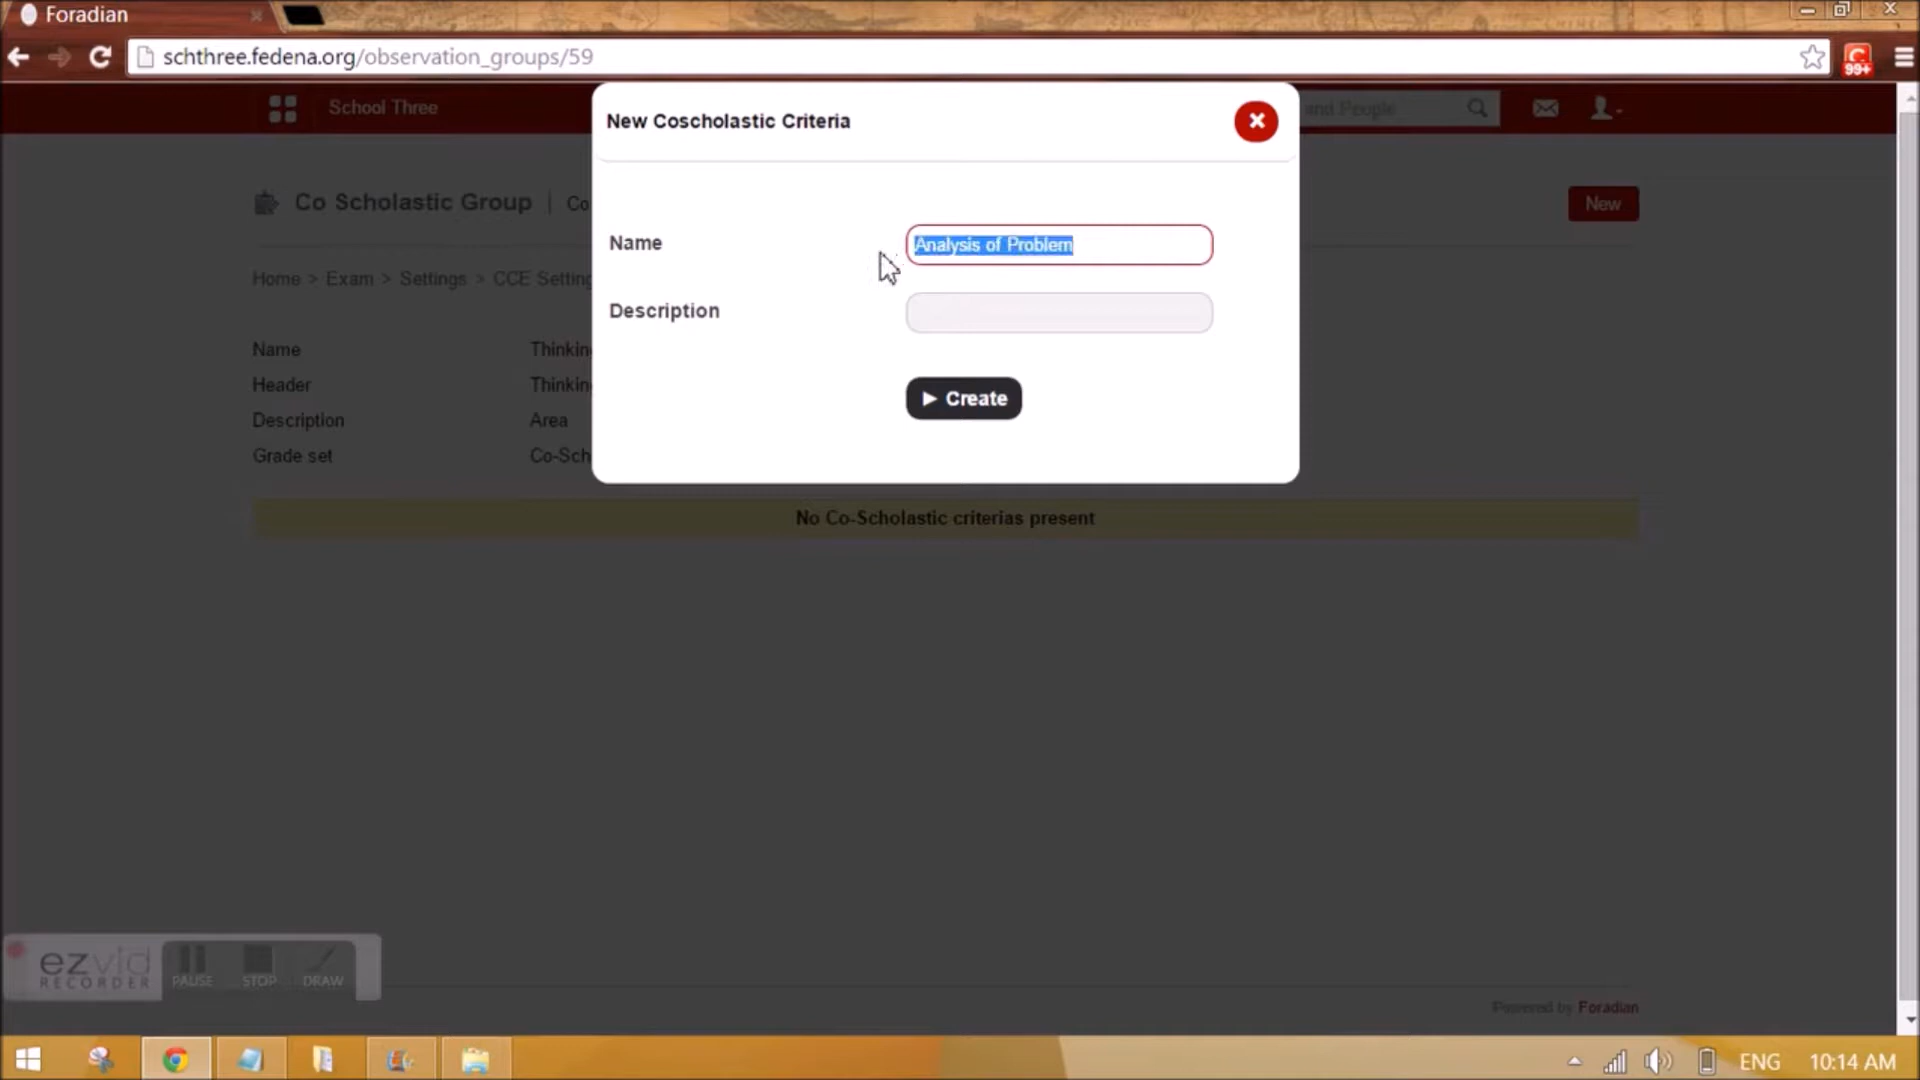 Foradian
schthree.fedena.org/observation_groups/59
99+
School Three
and People
New Coscholastic Criteria
Co Scholastic Group | Co
New
Name
Analysis of Problem
Home > Exam > Settings > CCE Setting
Description
Name
Thinkin
Create
Header
Thinkin
Description
Area
Grade set
Co-Sch
No Co-Scholastic criterias present
ezvid
RECORDER
PAUSE
STOP
DRAW
Powered by Foradian
ENG
10:14 AM